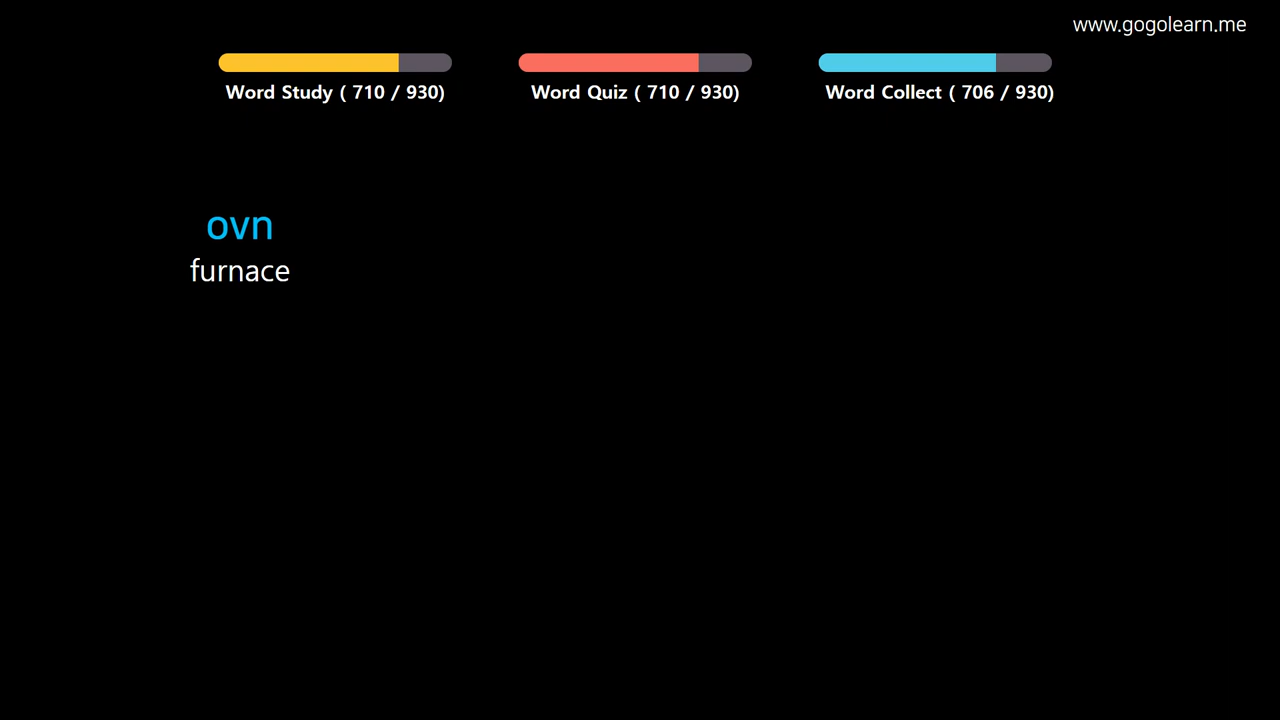 www.gogolearn.me
Word Study ( 710 / 930)
Word Quiz ( 710 / 930)
Word Collect ( 706 / 930)
ovn
furnace